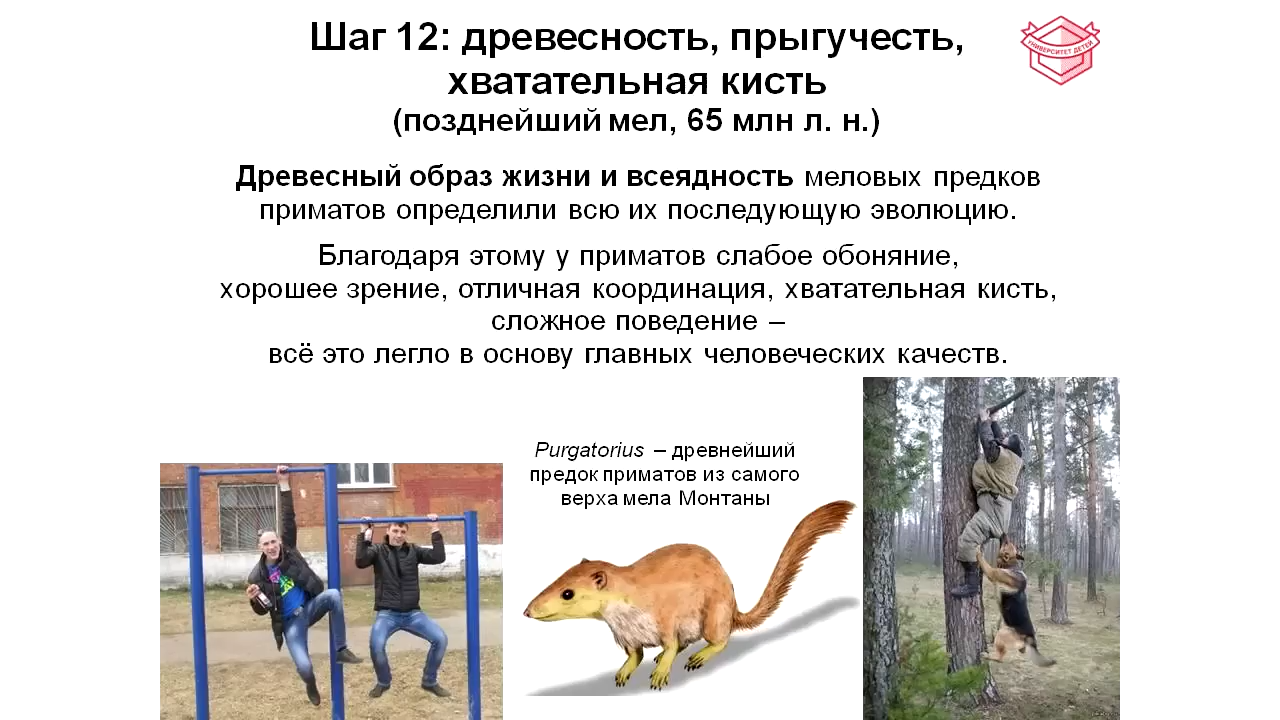 Шаг 12: древесность, прыгучесть,
хватательная кисть
(позднейший мел, 65 млн л. н.)
УНИВЕРСИТЕТ ДЕТЕЙ
Древесный образ жизни и всеядность меловых предков
приматов определили всю их последующую эволюцию.
Благодаря этому у приматов слабое обоняние,
хорошее зрение, отличная координация, хватательная кисть,
сложное поведение –
всё это легло в основу главных человеческих качеств.
Purgatorius – древнейший
предок приматов из самого
верха мела Монтаны